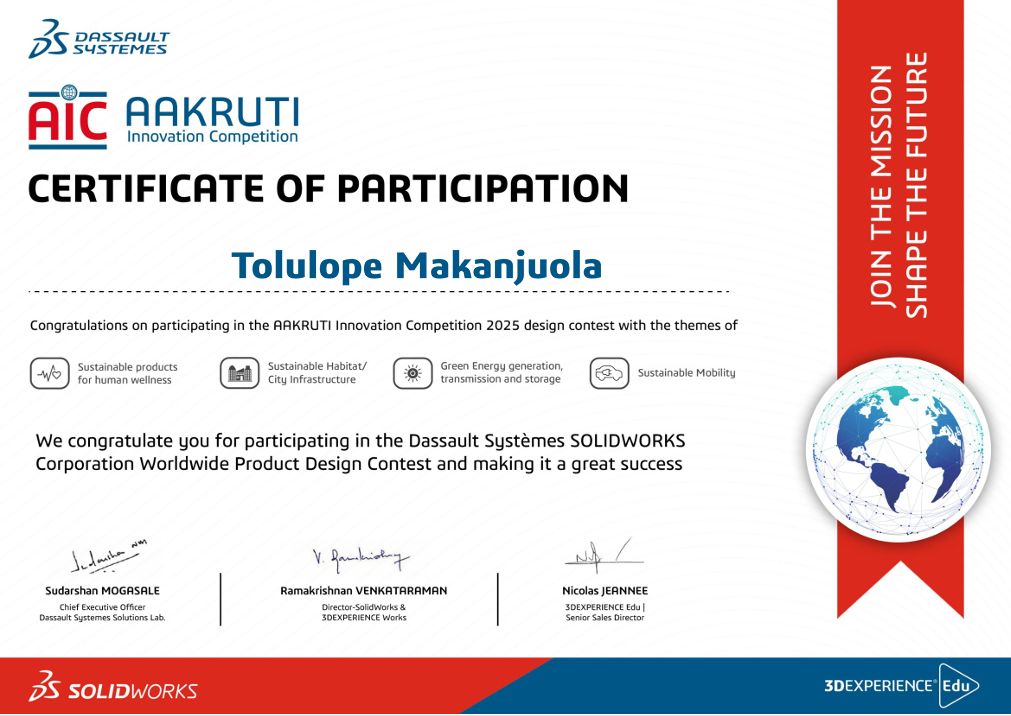 DASSAULT
SYSTEMES
AIC AAKRUTI
Innovation Competition
CERTIFICATE OF PARTICIPATION
Tolulope Makanjuola
Congratulations on participating in the AAKRUTI Innovation Competition 2025 design contest with the themes of
Sustainable products
for human wellness
Sustainable Habitat/
City Infrastructure
Green Energy generation,
transmission and storage
Sustainable Mobility
We congratulate you for participating in the Dassault Systèmes SOLIDWORKS
Corporation Worldwide Product Design Contest and making it a great success
Sudarshan MOGASALE
Chief Executive Officer
Dassault Systemes Solutions Lab.
V. Ramakrishnan
Ramakrishnan VENKATARAMAN
Director-SolidWorks &
3DEXPERIENCE Works
Nicolas JEANNEE
3DEXPERIENCE Edu |
Senior Sales Director
JOIN THE MISSION
SHAPE THE FUTURE
SOLIDWORKS
3DEXPERIENCE® Edu